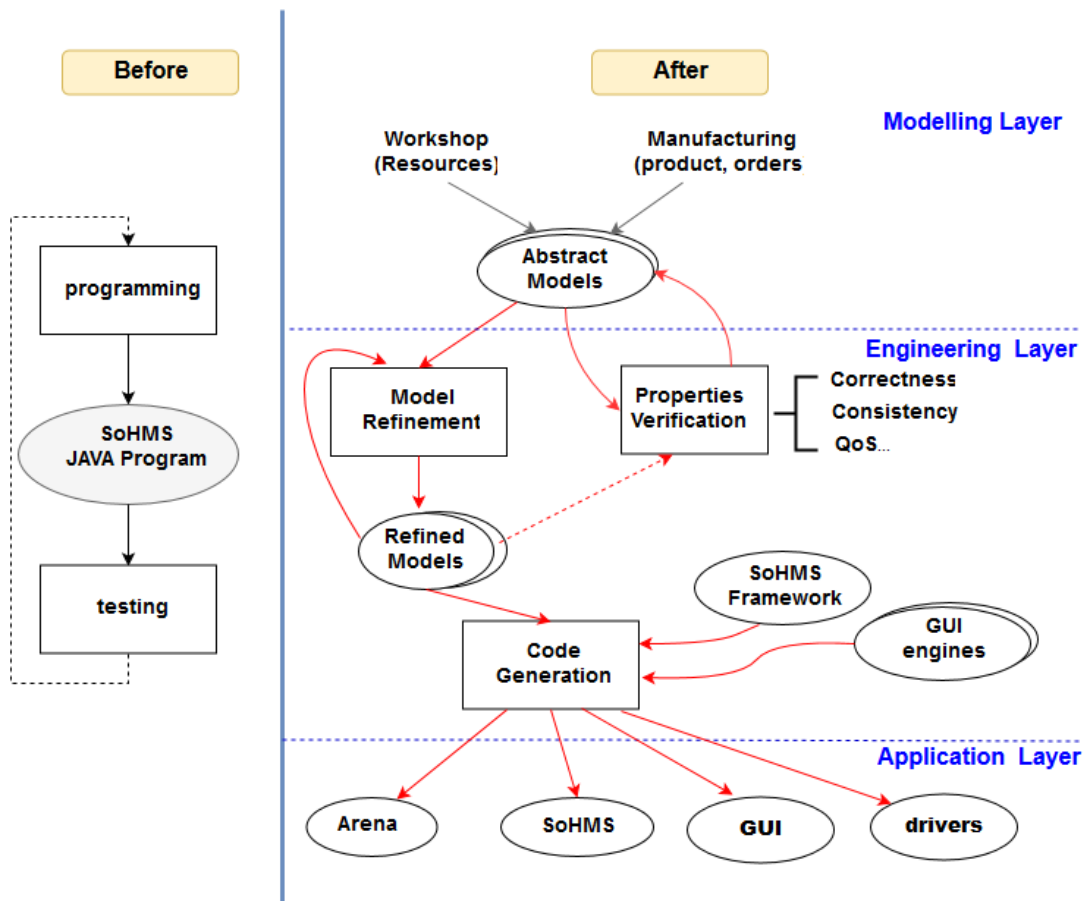 Before
programming
SoHMS
JAVA Program
testing
After
Modelling Layer
Workshop
(Resources)
Manufacturing
(product, orders
Abstract
Models
Engineering Layer
Model
Refinement
Properties
Verification
Correctness
Consistency
QoS...
Refined
Models
SoHMS
Framework
GUI
engines
Code
Generation
Application Layer
Arena
SoHMS
GUI
drivers